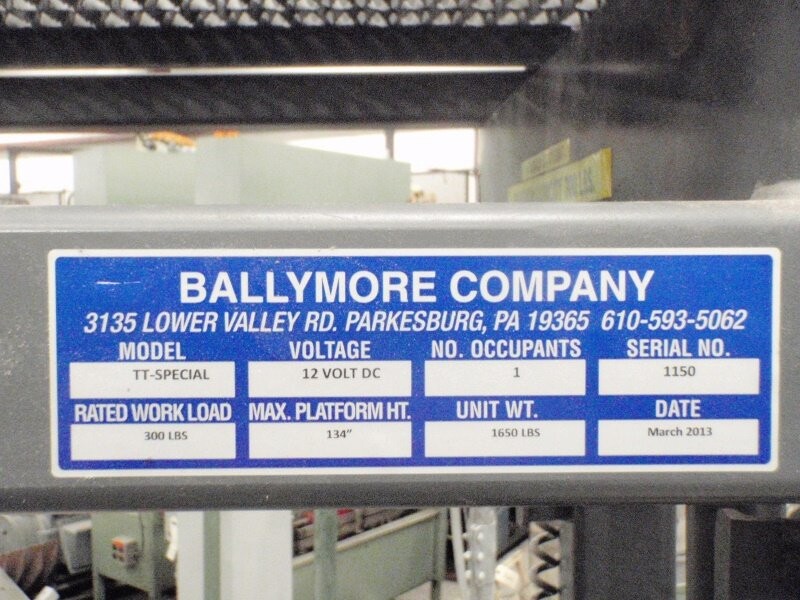 BALLYMORE COMPANY
3135 LOWER VALLEY RD. PARKESBURG, PA 19365 610-593-5062
MODEL VOLTAGE NO. OCCUPANTS SERIAL NO.
TT-SPECIAL 12 VOLT DC 1 1150
RATED WORK LOAD MAX. PLATFORM HT. UNIT WT. DATE
300 LBS 134" 1650 LBS March 2013